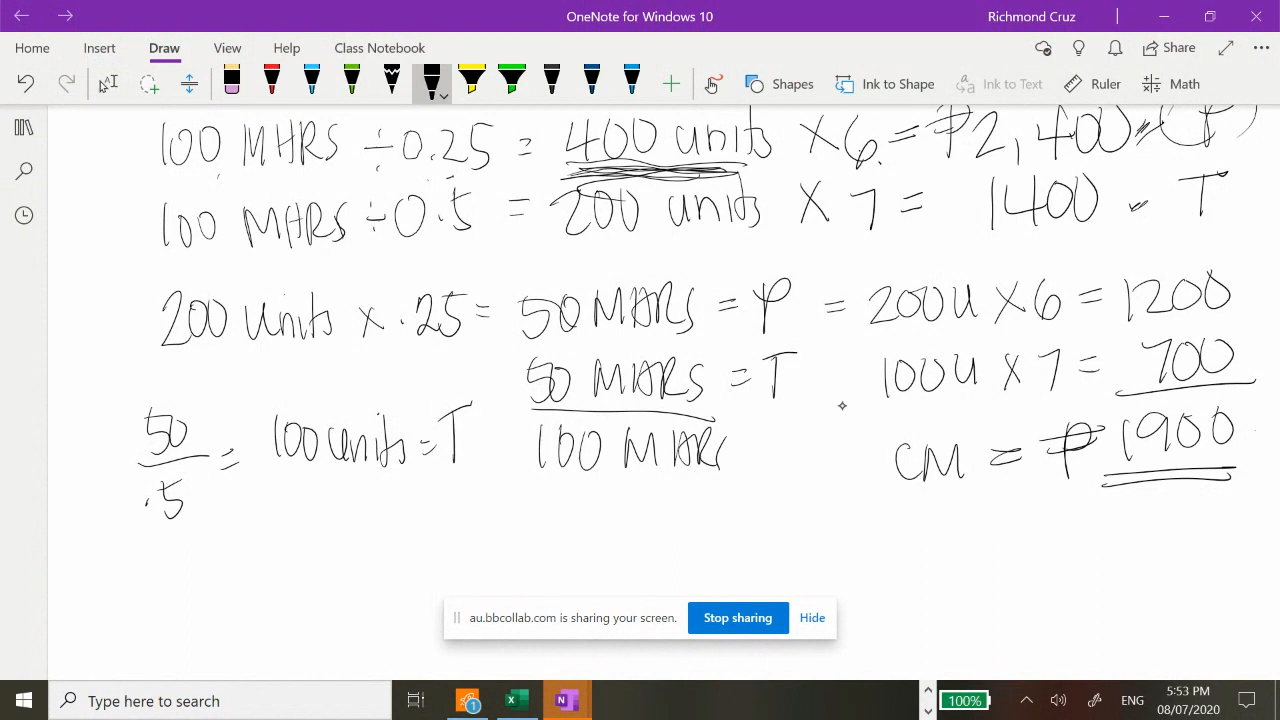 OneNote for Windows 10
Richmond Cruz
Home Insert Draw View Help Class Notebook Share
Shapes Ink to Shape Ink to Text Ruler Math
100 MHRS ÷ 0.25 = 400 units X 6 = ₱2,400 (P)
100 MHRS ÷ 0.5 = 200 units X 7 = 1400 T
200 units x .25 = 50 MHRS = P = 200U X 6 = 1200
50 MHRS = T 100U X 7 = 700
50/.5 = 100 units = T 100 MHR CM = ₱1900
au.bbcollab.com is sharing your screen. Stop sharing Hide
Type here to search
1
100%
ENG
5:53 PM
08/07/2020